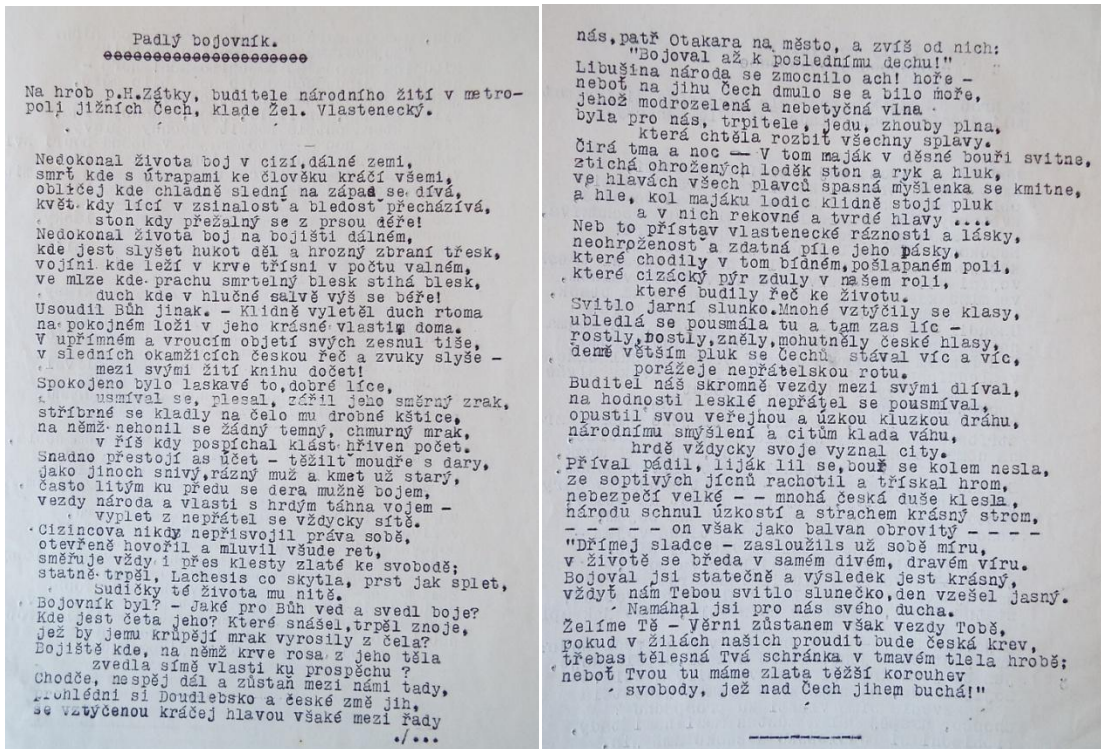 Padlý bojovník.
Na hrob p.H.Zátky, buditele národního žití v metro-
poli jižních Čech, klade Žel. Vlastenecký.
Nedokonal života boj v cizí,dálné zemi,
smrt kde s útrapami ke člověku kráčí všemi,
obličej kde chladně slední na západ se dívá,
květ kdy lící v zsinalost a bledost přecházívá,
ston kdy přežalný se z prsou déře!
Nedokonal života boj na bojišti dálném,
kde jest slyšet hukot děl a hrozný zbraní třesk,
vojíni kde leží v krve třísni v počtu valném,
ve mlze kde prachu smrtelný blesk stihá blesk,
duch kde v hlučné salvě výš se béře!
Usoudil Bůh jinak. - Klidně vyletěl duch rtoma
na pokojném loži v jeho krásné vlastim doma.
V upřímném a vroucím objetí svých zesnul tiše,
v sledních okamžicích českou řeč a zvuky slyše -
mezi svými žití knihu dočet!
Spokojeno bylo laskavé to,dobré líce,
usmíval se, plesal, zářil jeho směrný zrak,
stříbrné se kladly na čelo mu drobné kštice,
na němž nehonil se žádný temný, chmurný mrak,
v říš kdy pospíchal klást hřiven počet.
Snadno přestojí as účet - těžilť moudře s dary,
jako jinoch snivý,rázný muž a kmet už starý,
často lítým ku předu se dera mužně bojem,
vezdy národa a vlasti s hrdým táhna vojem -
vyplet z nepřátel se vždycky sítě.
Cizincova nikdy nepřisvojil práva sobě,
otevřeně hovořil a mluvil všude ret,
směřuje vždy i přes klesty zlaté ke svobodě;
statně trpěl, Lachesis co skytla, prst jak splet,
Sudičky té života mu nitě.
Bojovník byl? - Jaké pro Bůh ved a svedl boje?
Kde jest četa jeho? Které snášel,trpěl znoje,
jež by jemu krůpějí mrak vyrosily z čela?
Bojiště kde, na němž krve rosa z jeho těla
zvedla símě vlasti ku prospěchu ?
Chodče, nespěj dál a zůstaň mezi námi tady,
prohlédni si Doudlebsko a české změ jih,
se vztýčenou kráčej hlavou však mezi řady
./...
nás,patř Otakara na město, a zvíš od nich:
"Bojoval až k poslednímu dechu!"
Libušina národa se zmocnilo ach! hoře -
neboť na jihu Čech dmulo se a bilo moře,
jehož modrozelená a nebetyčná vlna
byla pro nás, trpitele, jedu, zhouby plna,
která chtěla rozbít všechny splavy.
Čirá tma a noc - V tom maják v děsné bouři svitne,
ztichá ohrožených loděk ston a ryk a hluk,
ve hlavách všech plavců spasná myšlenka se kmitne,
a hle, kol majáku lodic klidně stojí pluk
a v nich rekovné a tvrdé hlavy ....
Neb to přístav vlastenecké ráznosti a lásky,
neohroženost a zdatná píle jeho pásky,
které chodily v tom bídném,pošlapaném poli,
které cizácký pýr zduly v našem roli,
které budily řeč ke životu.
Svitlo jarní slunko.Mnohé vztýčily se klasy,
ubledlá se pousmála tu a tam zas líc -
rostly,rostly,zněly,mohutněly české hlasy,
denně větším pluk se Čechů stával víc a víc,
porážeje nepřátelskou rotu.
Buditel náš skromně vezdy mezi svými dlíval,
na hodnosti lesklé nepřátel se pousmíval,
opustil svou veřejnou a úzkou kluzkou dráhu,
národnímu smýšlení a citům klada váhu,
hrdě vždycky svoje vyznal city.
Příval pádil, liják lil se,bouř se kolem nesla,
ze soptivých jícnů rachotil a třískal hrom,
nebezpečí velké - - mnohá česká duše klesla,
národu schnul úzkostí a strachem krásný strom,
- - - - - on však jako balvan obrovitý - - - -
"Dřímej sladce - zasloužils už sobě míru,
v životě se bředa v samém divém, dravém víru.
Bojoval jsi statečně a výsledek jest krásný,
vždyť nám Tebou svitlo slunečko,den vzešel jasný.
Namáhal jsi pro nás svého ducha.
Želíme Tě - Věrni zůstanem však vezdy Tobě,
pokud v žilách našich proudit bude česká krev,
třebas tělesná Tvá schránka v tmavém tlela hrobě;
neboť Tvou tu máme zlata těžší korouhev
svobody, jež nad Čech jihem buchá!"